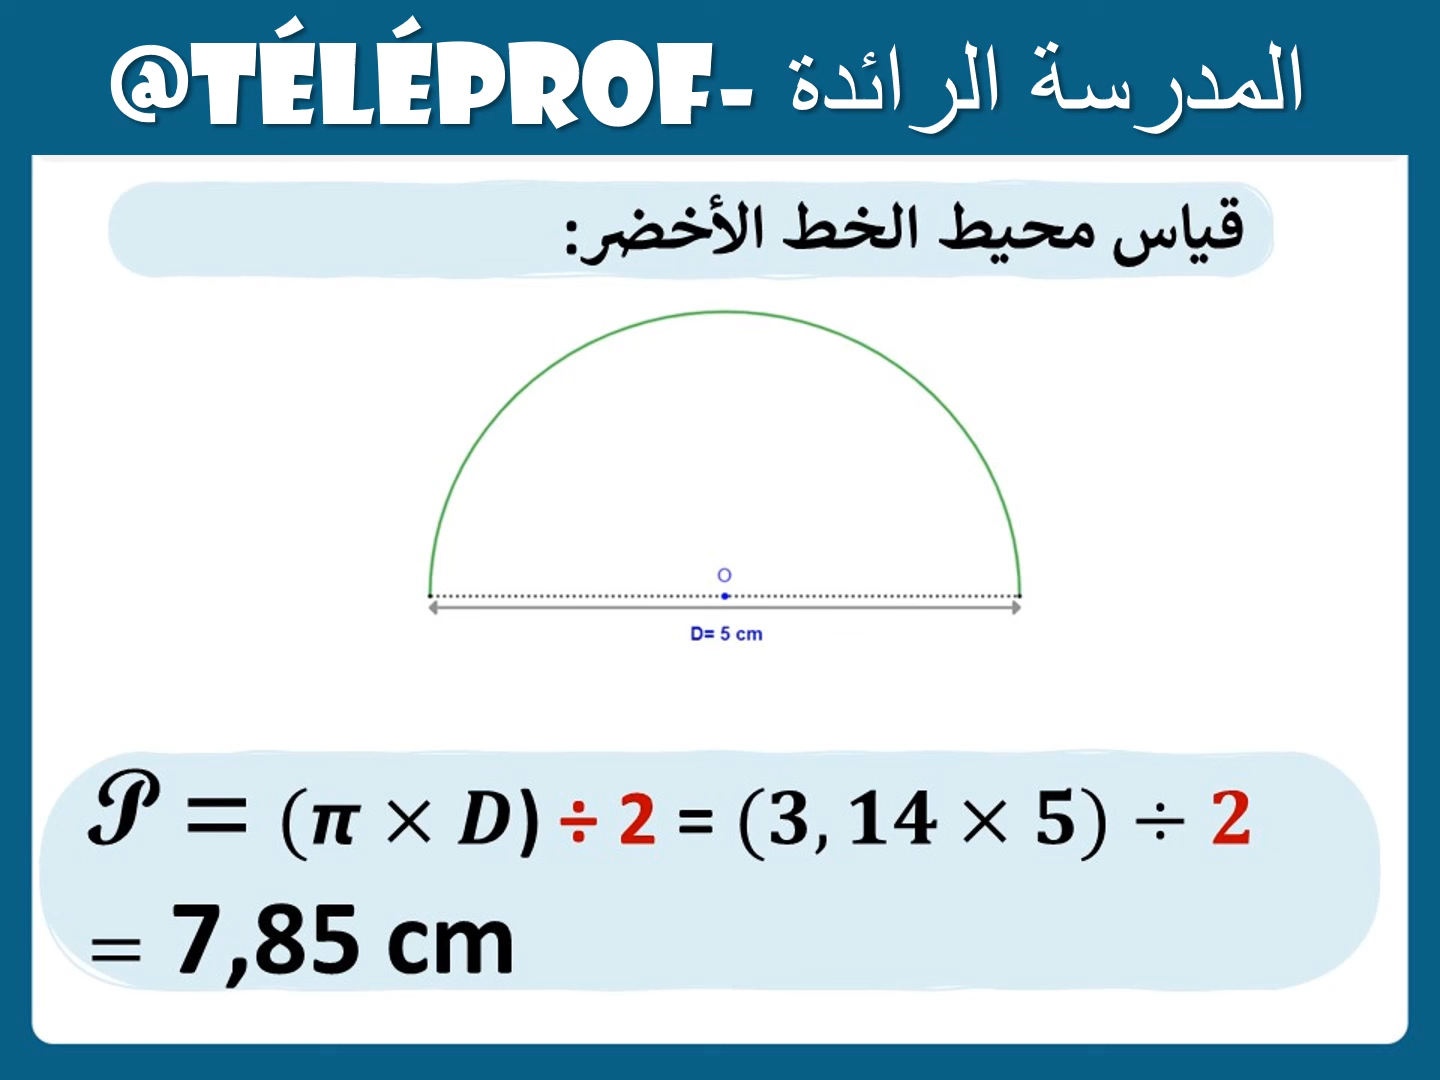 @TÉLÉPROF- المدرسة الرائدة
قياس محيط الخط الأخضر:
O
D= 5 cm
𝒫 = (π × D) ÷ 2 = (3,14 × 5) ÷ 2
= 7,85 cm